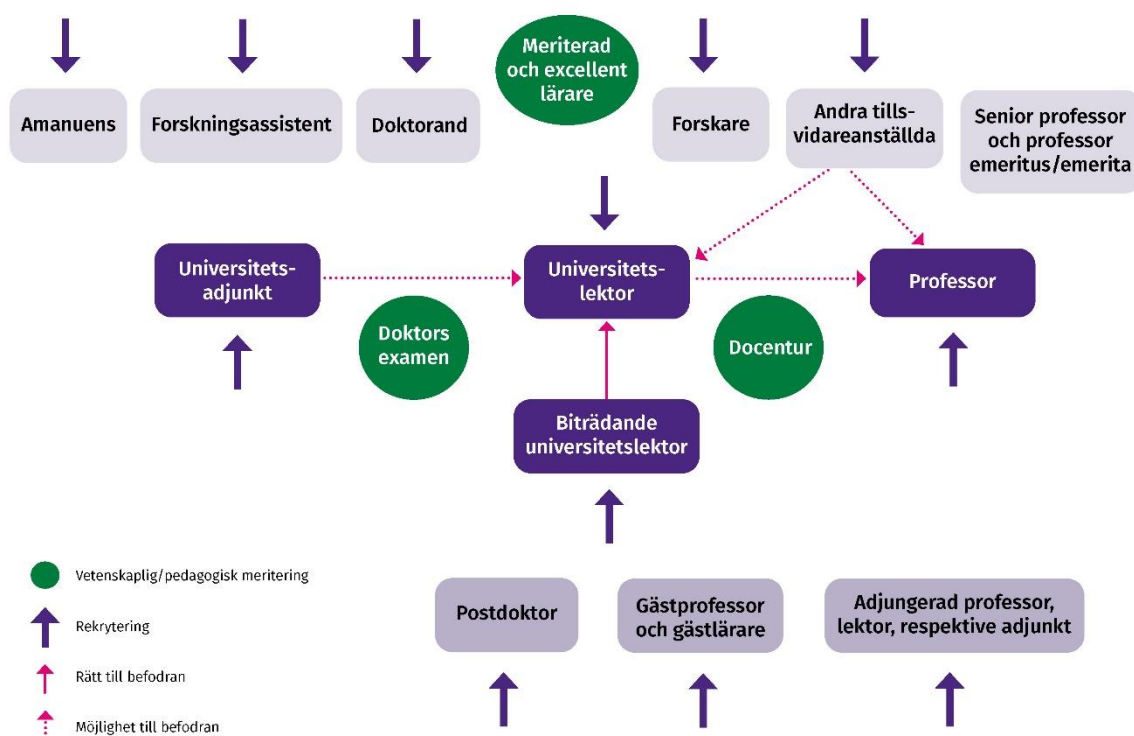 Meriterad
och excellent
lärare
Amanuens
Forskningsassistent
Doktorand
Forskare
Andra tills-
vidareanställda
Senior professor
och professor
emeritus/emerita
Universitets-
adjunkt
Universitets-
lektor
Professor
Doktors
examen
Docentur
Biträdande
universitetslektor
Postdoktor
Gästprofessor
och gästlärare
Adjungerad professor,
lektor, respektive adjunkt
Vetenskaplig/pedagogisk meritering
Rekrytering
Rätt till befodran
Möjlighet till befodran